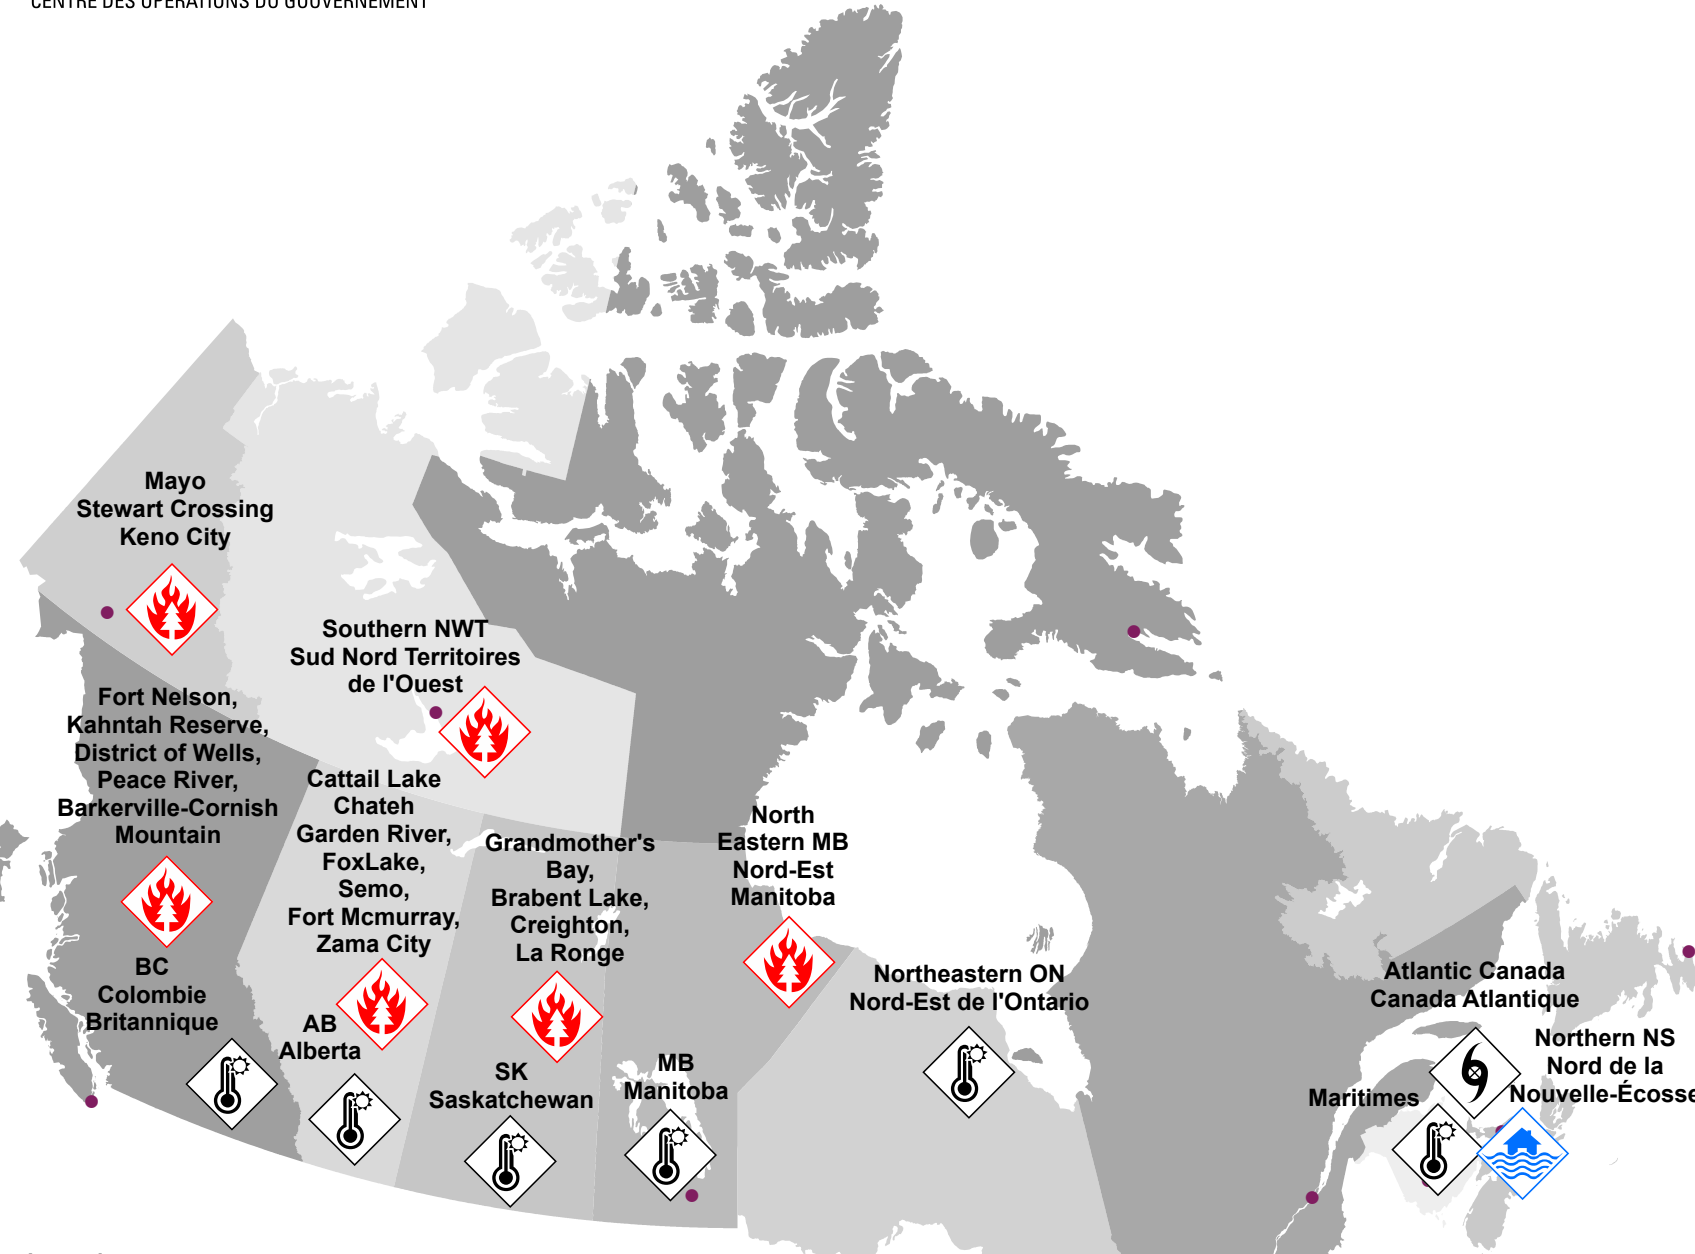 CENTRE DES OPÉRATIONS DU GOUVERNEMENT
Mayo
Stewart Crossing
Keno City
Southern NWT
Sud Nord Territoires
de l'Ouest
Fort Nelson,
Kahntah Reserve,
District of Wells,
Peace River,
Barkerville-Cornish
Mountain
Cattail Lake
Chateh
Garden River,
FoxLake,
Semo,
Fort Mcmurray,
Zama City
Grandmother's
Bay,
Brabent Lake,
Creighton,
La Ronge
North
Eastern MB
Nord-Est
Manitoba
BC
Colombie
Britannique
AB
Alberta
SK
Saskatchewan
MB
Manitoba
Northeastern ON
Nord-Est de l'Ontario
Atlantic Canada
Canada Atlantique
Maritimes
Northern NS
Nord de la
Nouvelle-Écosse